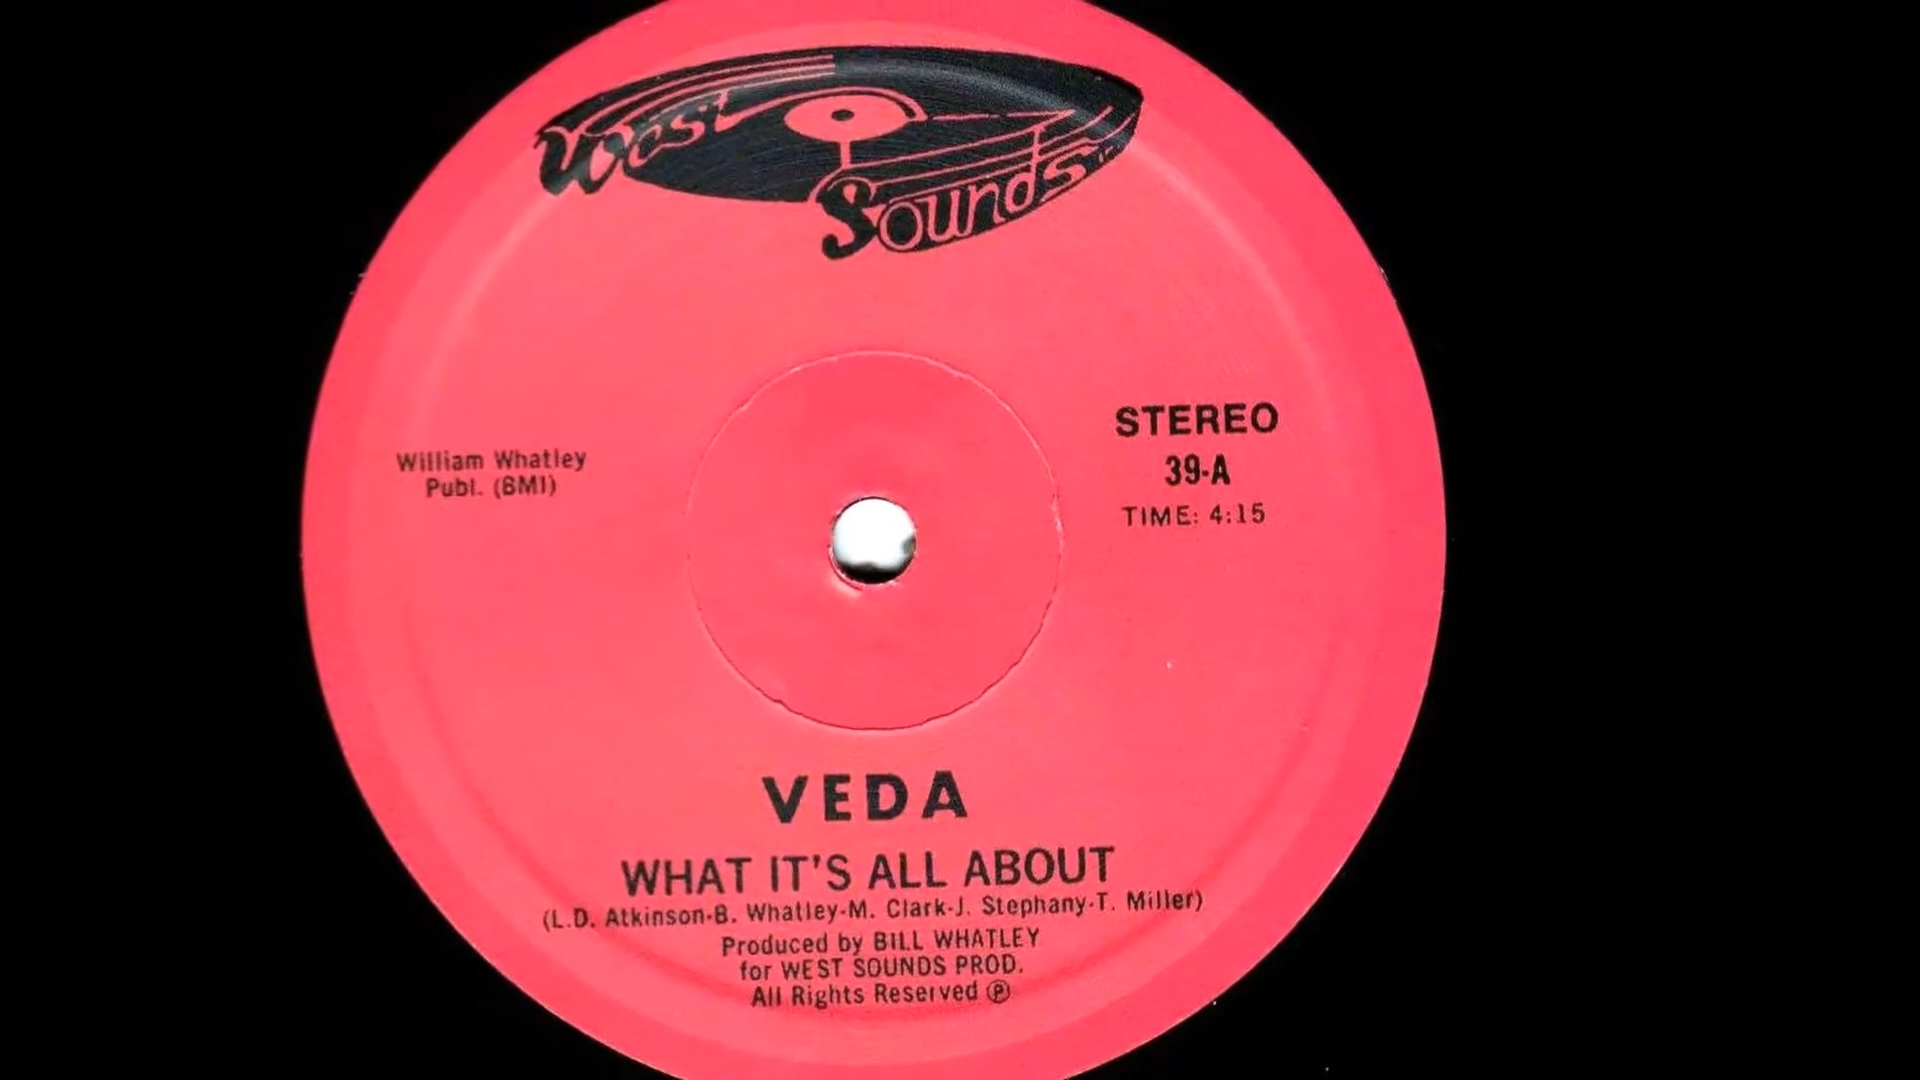 West
Sounds
William Whatley
Publ. (BMI)
STEREO
39-A
TIME: 4:15
VEDA
WHAT IT'S ALL ABOUT
(L.D. Atkinson-B. Whatley-M. Clark-J. Stephany-T. Miller)
Produced by BILL WHATLEY
for WEST SOUNDS PROD.
All Rights Reserved ℗